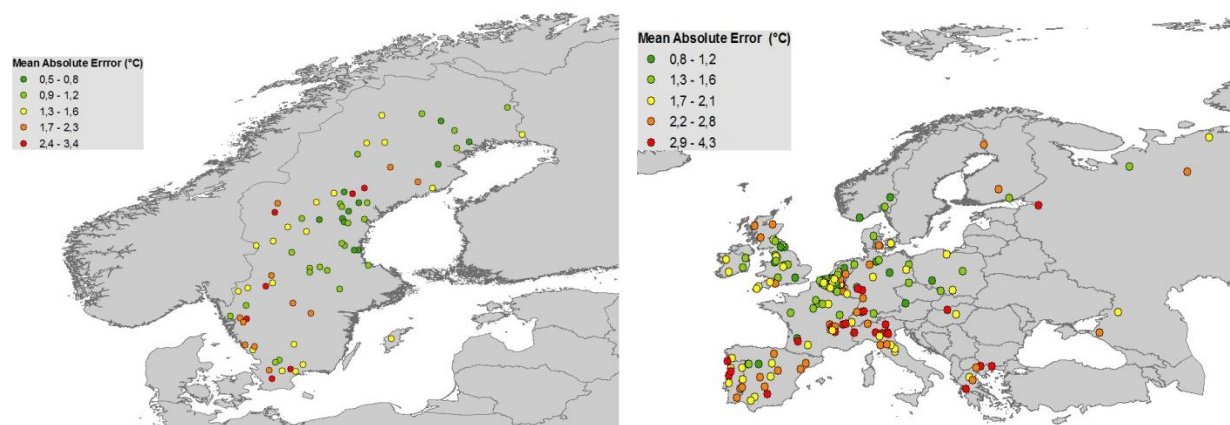 Mean Absolute Errror (°C)
0,5 - 0,8
0,9 - 1,2
1,3 - 1,6
1,7 - 2,3
2,4 - 3,4
Mean Absolute Error (°C)
0,8 - 1,2
1,3 - 1,6
1,7 - 2,1
2,2 - 2,8
2,9 - 4,3